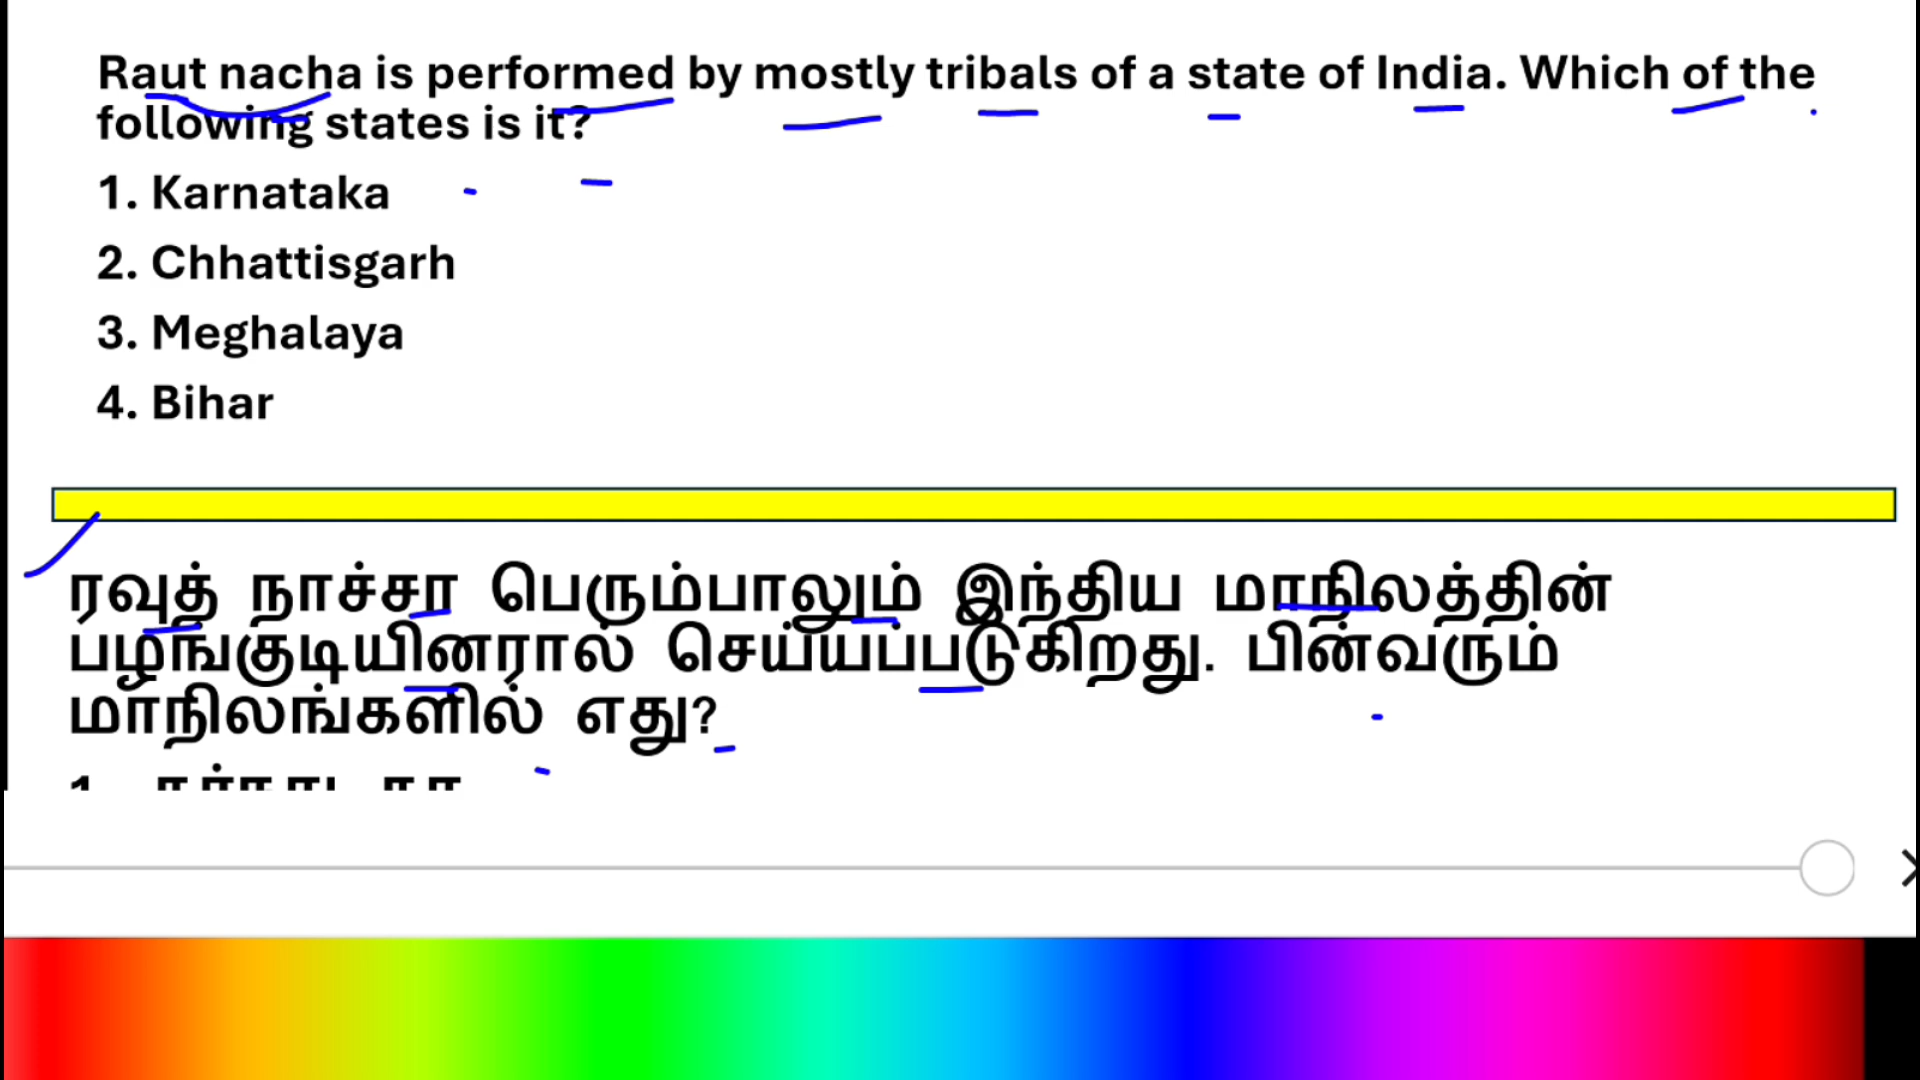 Raut nacha is performed by mostly tribals of a state of India. Which of the
following states is it?
1. Karnataka
2. Chhattisgarh
3. Meghalaya
4. Bihar
ரவுத் நாச்சா பெரும்பாலும் இந்திய மாநிலத்தின்
பழங்குடியினரால் செய்யப்படுகிறது. பின்வரும்
மாநிலங்களில் எது?
1.